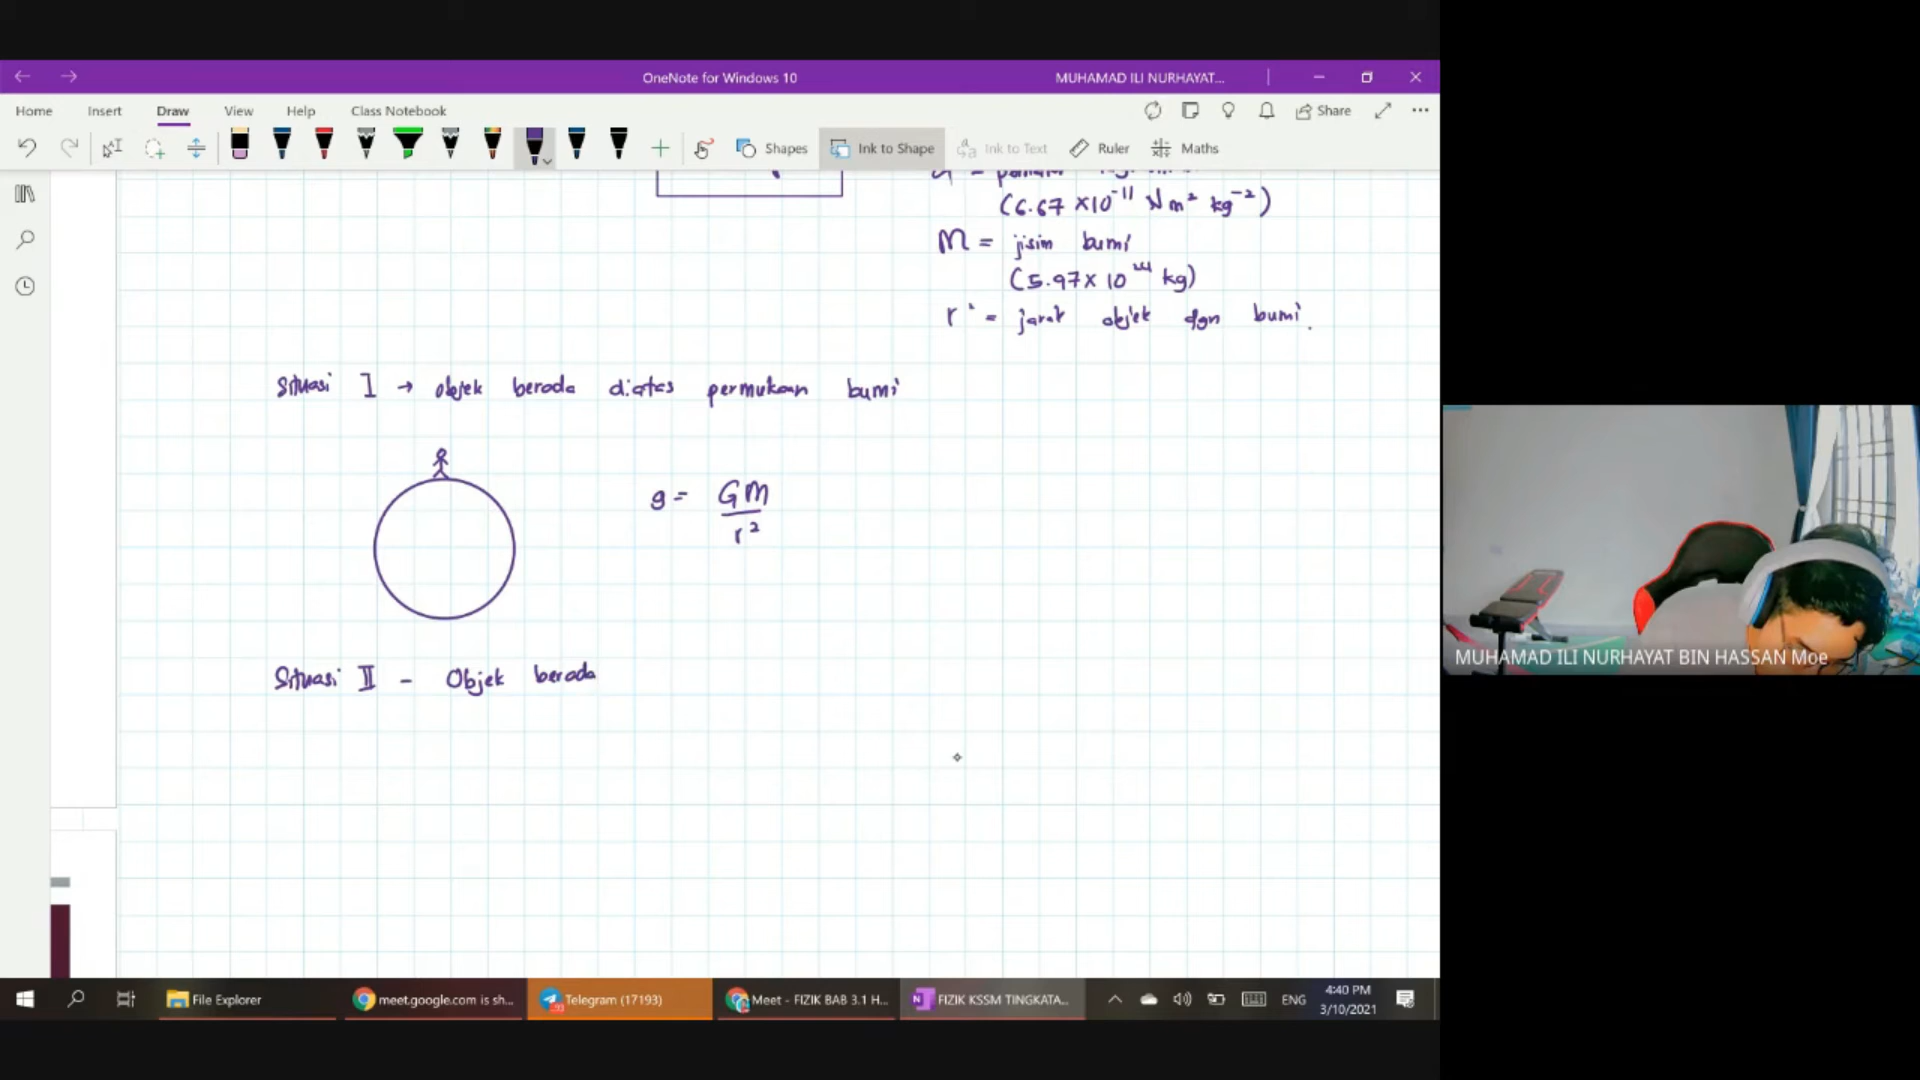 OneNote for Windows 10
MUHAMAD ILI NURHAYAT...
Home Insert Draw View Help Class Notebook
Share
Shapes Ink to Shape Ink to Text Ruler Maths
(6.67 ×10⁻¹¹ Nm² kg⁻²)
M = jisim bumi
(5.97 × 10²⁴ kg)
r² = jarak objek dgn bumi.
Situasi I → objek berada diatas permukaan bumi
g = GM
r²
Situasi II - Objek berada
MUHAMAD ILI NURHAYAT BIN HASSAN Moe
File Explorer
meet.google.com is sh...
Telegram (17193)
Meet - FIZIK BAB 3.1 H...
FIZIK KSSM TINGKATA...
ENG
4:40 PM
3/10/2021